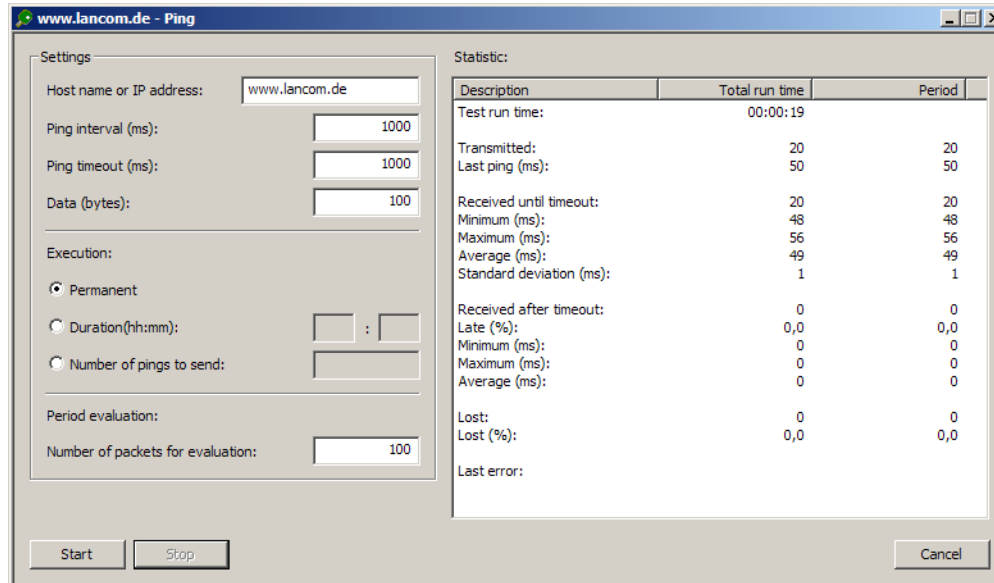 www.lancom.de - Ping
Settings
Host name or IP address: www.lancom.de
Ping interval (ms): 1000
Ping timeout (ms): 1000
Data (bytes): 100
Execution:
Permanent
Duration(hh:mm): :
Number of pings to send:
Period evaluation:
Number of packets for evaluation: 100
Statistic:
Description Total run time Period
Test run time: 00:00:19
Transmitted: 20 20
Last ping (ms): 50 50
Received until timeout: 20 20
Minimum (ms): 48 48
Maximum (ms): 56 56
Average (ms): 49 49
Standard deviation (ms): 1 1
Received after timeout: 0 0
Late (%): 0,0 0,0
Minimum (ms): 0 0
Maximum (ms): 0 0
Average (ms): 0 0
Lost: 0 0
Lost (%): 0,0 0,0
Last error:
Start Stop Cancel